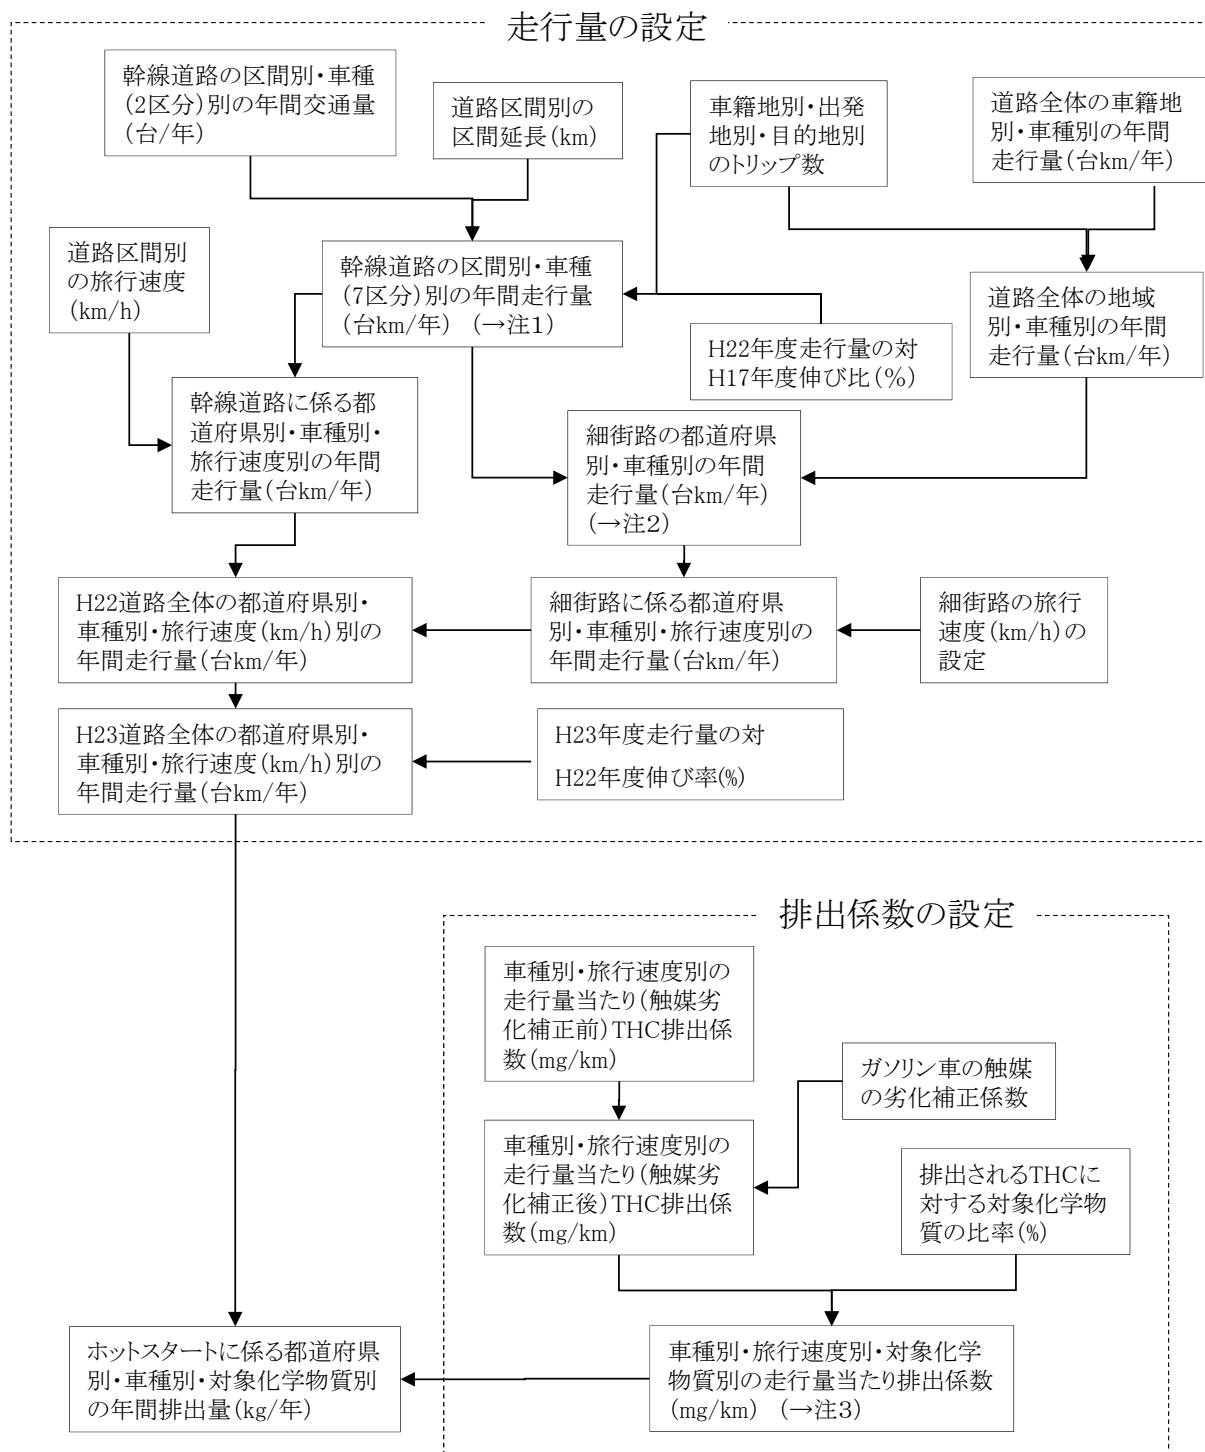 走行量の設定
幹線道路の区間別・車種
(2区分)別の年間交通量
(台/年)
道路区間別の
区間延長(km)
車籍地別・出発
地別・目的地別
のトリップ数
道路全体の車籍地
別・車種別の年間
走行量(台km/年)
道路区間別
の旅行速度
(km/h)
幹線道路の区間別・車種
(7区分)別の年間走行量
(台km/年) (→注1)
道路全体の地域
別・車種別の年間
走行量(台km/年)
H22年度走行量の対
H17年度伸び比(%)
幹線道路に係る都
道府県別・車種別・
旅行速度別の年間
走行量(台km/年)
細街路の都道府県
別・車種別の年間
走行量(台km/年)
(→注2)
H22道路全体の都道府県別・
車種別・旅行速度(km/h)別の
年間走行量(台km/年)
細街路に係る都道府県
別・車種別・旅行速度別の
年間走行量(台km/年)
細街路の旅行
速度(km/h)の
設定
H23道路全体の都道府県別・
車種別・旅行速度(km/h)別の
年間走行量(台km/年)
H23年度走行量の対
H22年度伸び率(%)
排出係数の設定
車種別・旅行速度別の
走行量当たり(触媒劣
化補正前)THC排出係
数(mg/km)
ガソリン車の触媒
の劣化補正係数
車種別・旅行速度別の
走行量当たり(触媒劣
化補正後)THC排出係
数(mg/km)
排出されるTHCに
対する対象化学物
質の比率(%)
ホットスタートに係る都道府県
別・車種別・対象化学物質別
の年間排出量(kg/年)
車種別・旅行速度別・対象化学
物質別の走行量当たり排出係数
(mg/km) (→注3)